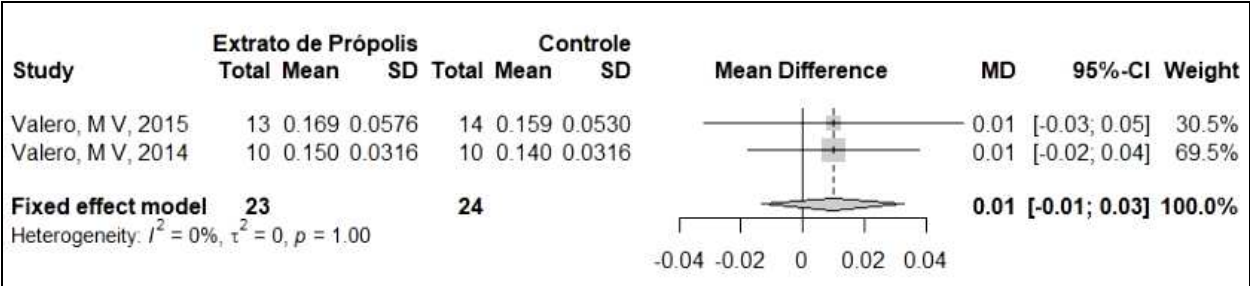 Extrato de Própolis Controle
Study Total Mean SD Total Mean SD Mean Difference MD 95%-CI Weight
Valero, M V, 2015 13 0.169 0.0576 14 0.159 0.0530 0.01 [-0.03; 0.05] 30.5%
Valero, M V, 2014 10 0.150 0.0316 10 0.140 0.0316 0.01 [-0.02; 0.04] 69.5%
Fixed effect model 23 24 0.01 [-0.01; 0.03] 100.0%
Heterogeneity: I² = 0%, τ² = 0, p = 1.00
-0.04 -0.02 0 0.02 0.04